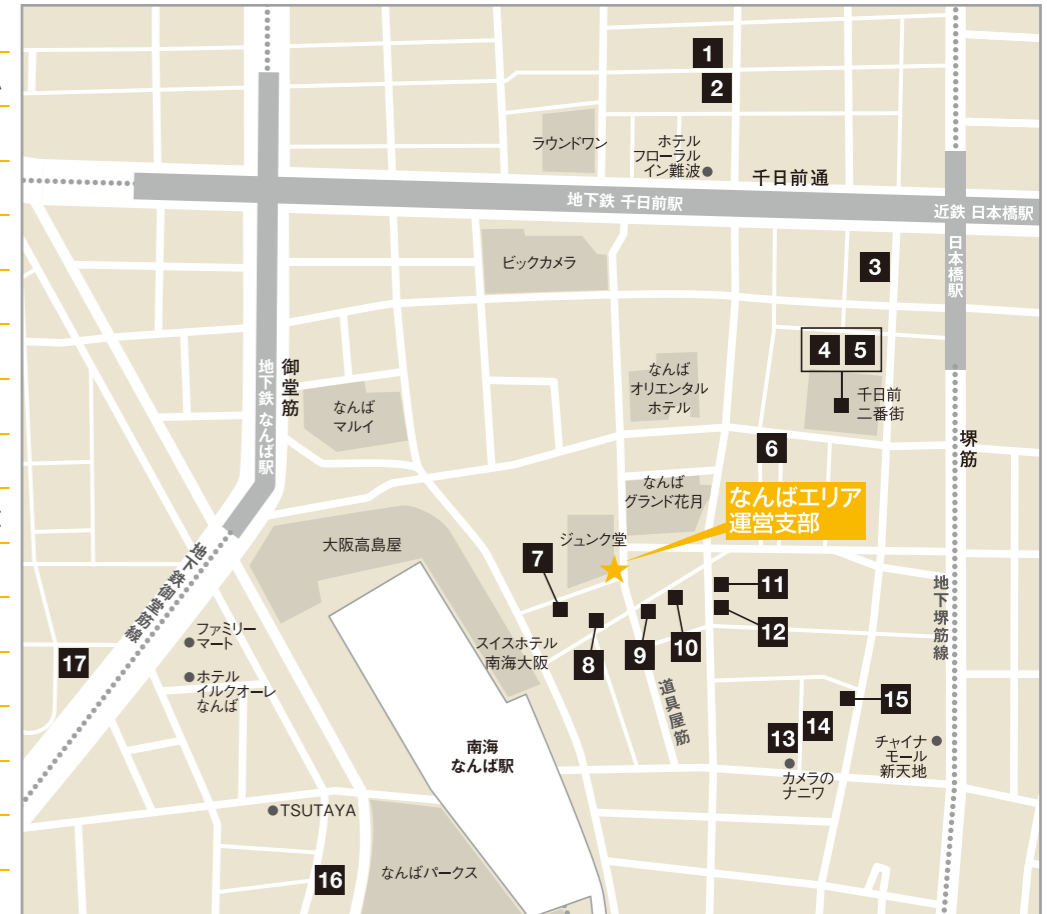 1
2
ラウンドワン
ホテル
フローラル
イン難波
千日前通
地下鉄 千日前駅
近鉄 日本橋駅
日本橋駅
ビックカメラ
3
4
5
千日前
二番街
御堂筋
地下鉄 なんば駅
なんば
マルイ
なんば
オリエンタル
ホテル
堺筋
6
なんば
グランド花月
なんばエリア
運営支部
ジュンク堂
大阪高島屋
7
11
12
地下鉄御堂筋線
ファミリー
マート
スイスホテル
南海大阪
8
9
10
地下堺筋線
17
ホテル
イルクオーレ
なんば
道具屋筋
15
14
13
南海
なんば駅
チャイナ
モール
新天地
カメラの
ナニワ
TSUTAYA
なんばパークス
16